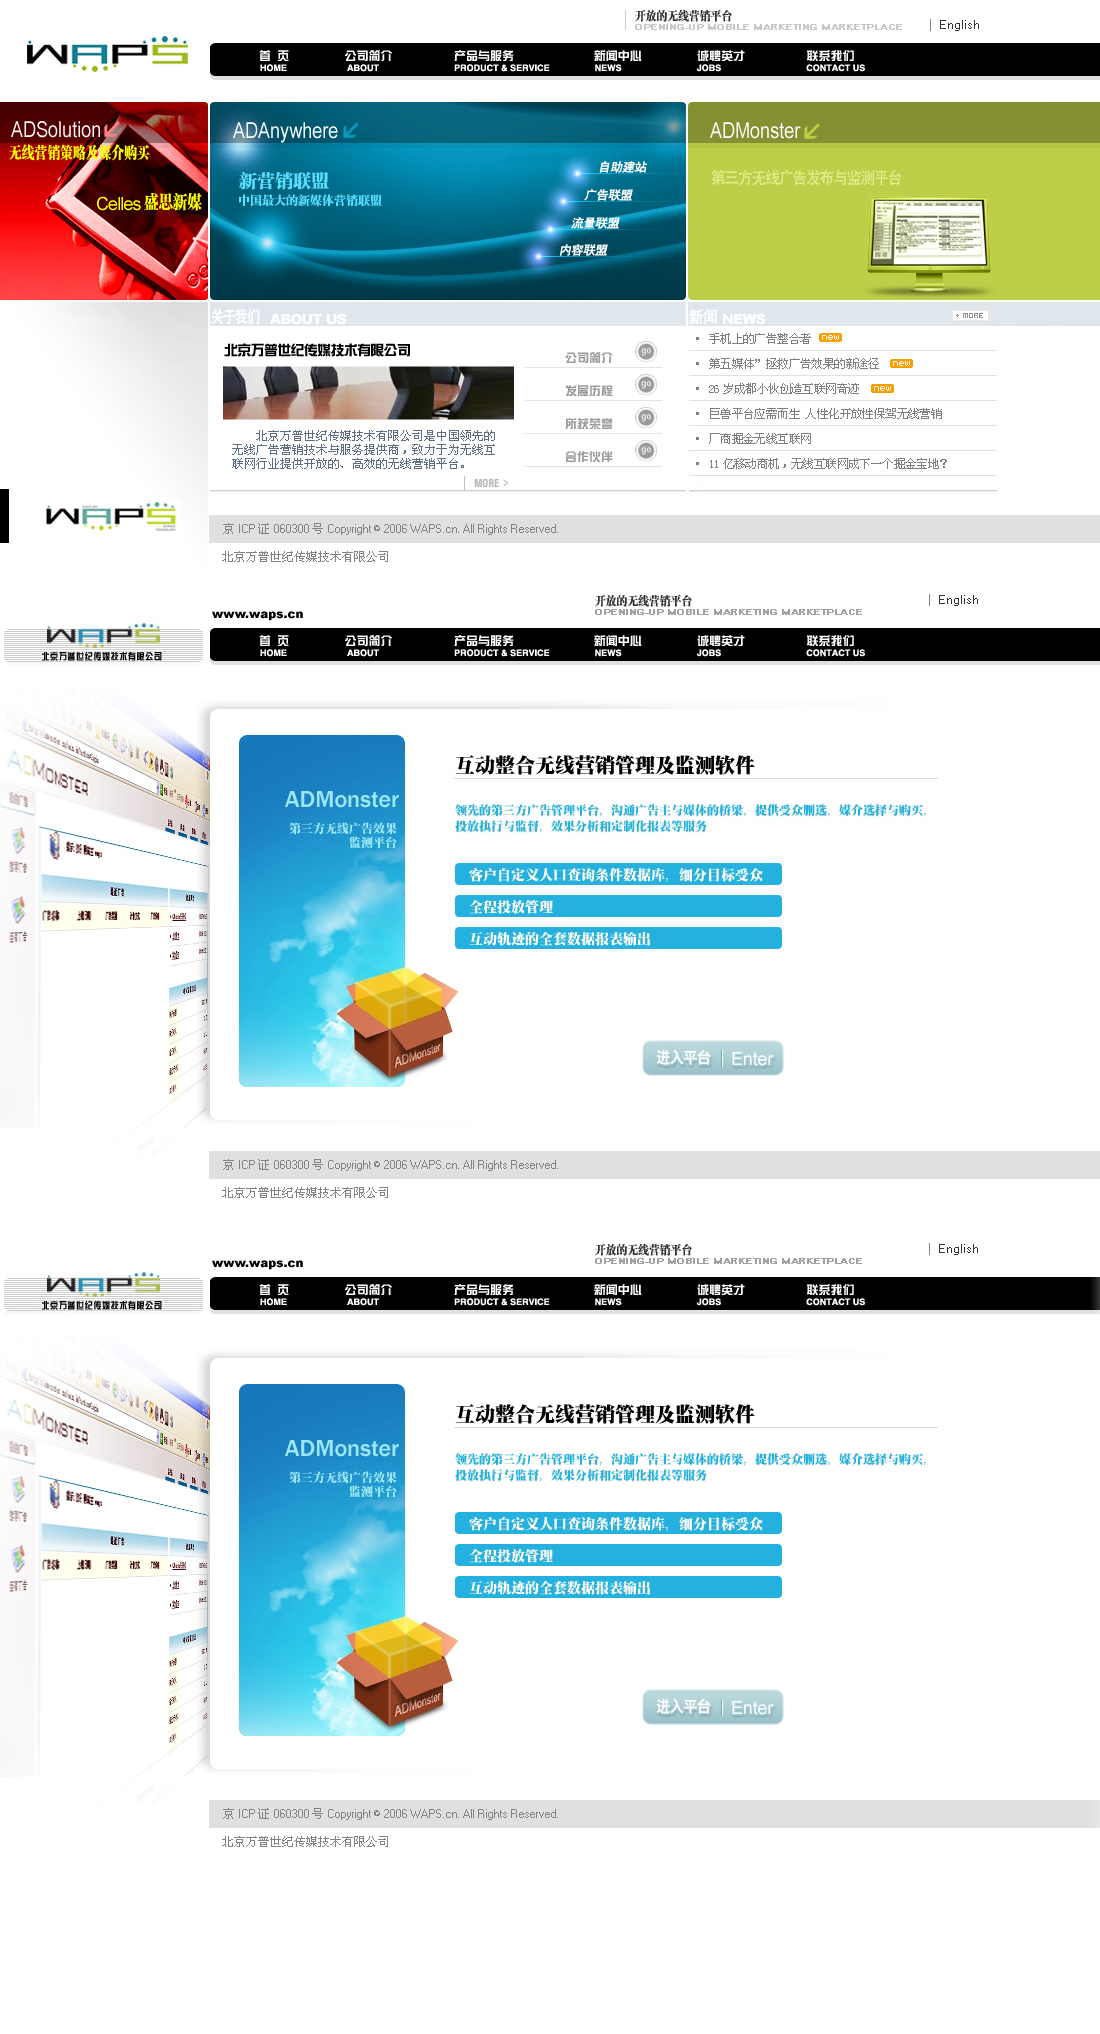 开放的无线营销平台
OPENING-UP MOBILE MARKETING MARKETPLACE
English
WAPS
首 页 公司简介 产品与服务 新闻中心 诚聘英才 联系我们
HOME ABOUT PRODUCT & SERVICE NEWS JOBS CONTACT US
ADSolution
无线营销策略及媒介购买
Celles 盛思新媒
ADAnywhere
新营销联盟
中国最大的新媒体营销联盟
自助建站
广告联盟
流量联盟
内容联盟
ADMonster
第三方无线广告发布与监测平台
关于我们 ABOUT US
北京万普世纪传媒技术有限公司
北京万普世纪传媒技术有限公司是中国领先的
无线广告营销技术与服务提供商，致力于为无线互
联网行业提供开放的、高效的无线营销平台。
MORE >
公司简介 go
发展历程 go
所获荣誉 go
合作伙伴 go
新闻 NEWS
+ MORE
手机上的广告整合者 new
第五媒体”拯救广告效果的新途径 new
26 岁成都小伙创造互联网奇迹 new
巨兽平台应需而生 人性化开放性保驾无线营销
厂商掘金无线互联网
11 亿移动商机，无线互联网成下一个掘金宝地？
WAPS
京 ICP 证 060300 号 Copyright © 2006 WAPS.cn. All Rights Reserved.
北京万普世纪传媒技术有限公司
www.waps.cn
开放的无线营销平台
OPENING-UP MOBILE MARKETING MARKETPLACE
English
WAPS
北京万普世纪传媒技术有限公司
首 页 公司简介 产品与服务 新闻中心 诚聘英才 联系我们
HOME ABOUT PRODUCT & SERVICE NEWS JOBS CONTACT US
ADMONSTER
ADMonster
第三方无线广告效果
监测平台
ADMonster
互动整合无线营销管理及监测软件
领先的第三方广告管理平台，沟通广告主与媒体的桥梁，提供受众删选，媒介选择与购买，
投放执行与监督，效果分析和定制化报表等服务
客户自定义人口查询条件数据库，细分目标受众
全程投放管理
互动轨迹的全套数据报表输出
进入平台 | Enter
京 ICP 证 060300 号 Copyright © 2006 WAPS.cn. All Rights Reserved.
北京万普世纪传媒技术有限公司
www.waps.cn
开放的无线营销平台
OPENING-UP MOBILE MARKETING MARKETPLACE
English
WAPS
北京万普世纪传媒技术有限公司
首 页 公司简介 产品与服务 新闻中心 诚聘英才 联系我们
HOME ABOUT PRODUCT & SERVICE NEWS JOBS CONTACT US
ADMONSTER
ADMonster
第三方无线广告效果
监测平台
ADMonster
互动整合无线营销管理及监测软件
领先的第三方广告管理平台，沟通广告主与媒体的桥梁，提供受众删选，媒介选择与购买，
投放执行与监督，效果分析和定制化报表等服务
客户自定义人口查询条件数据库，细分目标受众
全程投放管理
互动轨迹的全套数据报表输出
进入平台 | Enter
京 ICP 证 060300 号 Copyright © 2006 WAPS.cn. All Rights Reserved.
北京万普世纪传媒技术有限公司